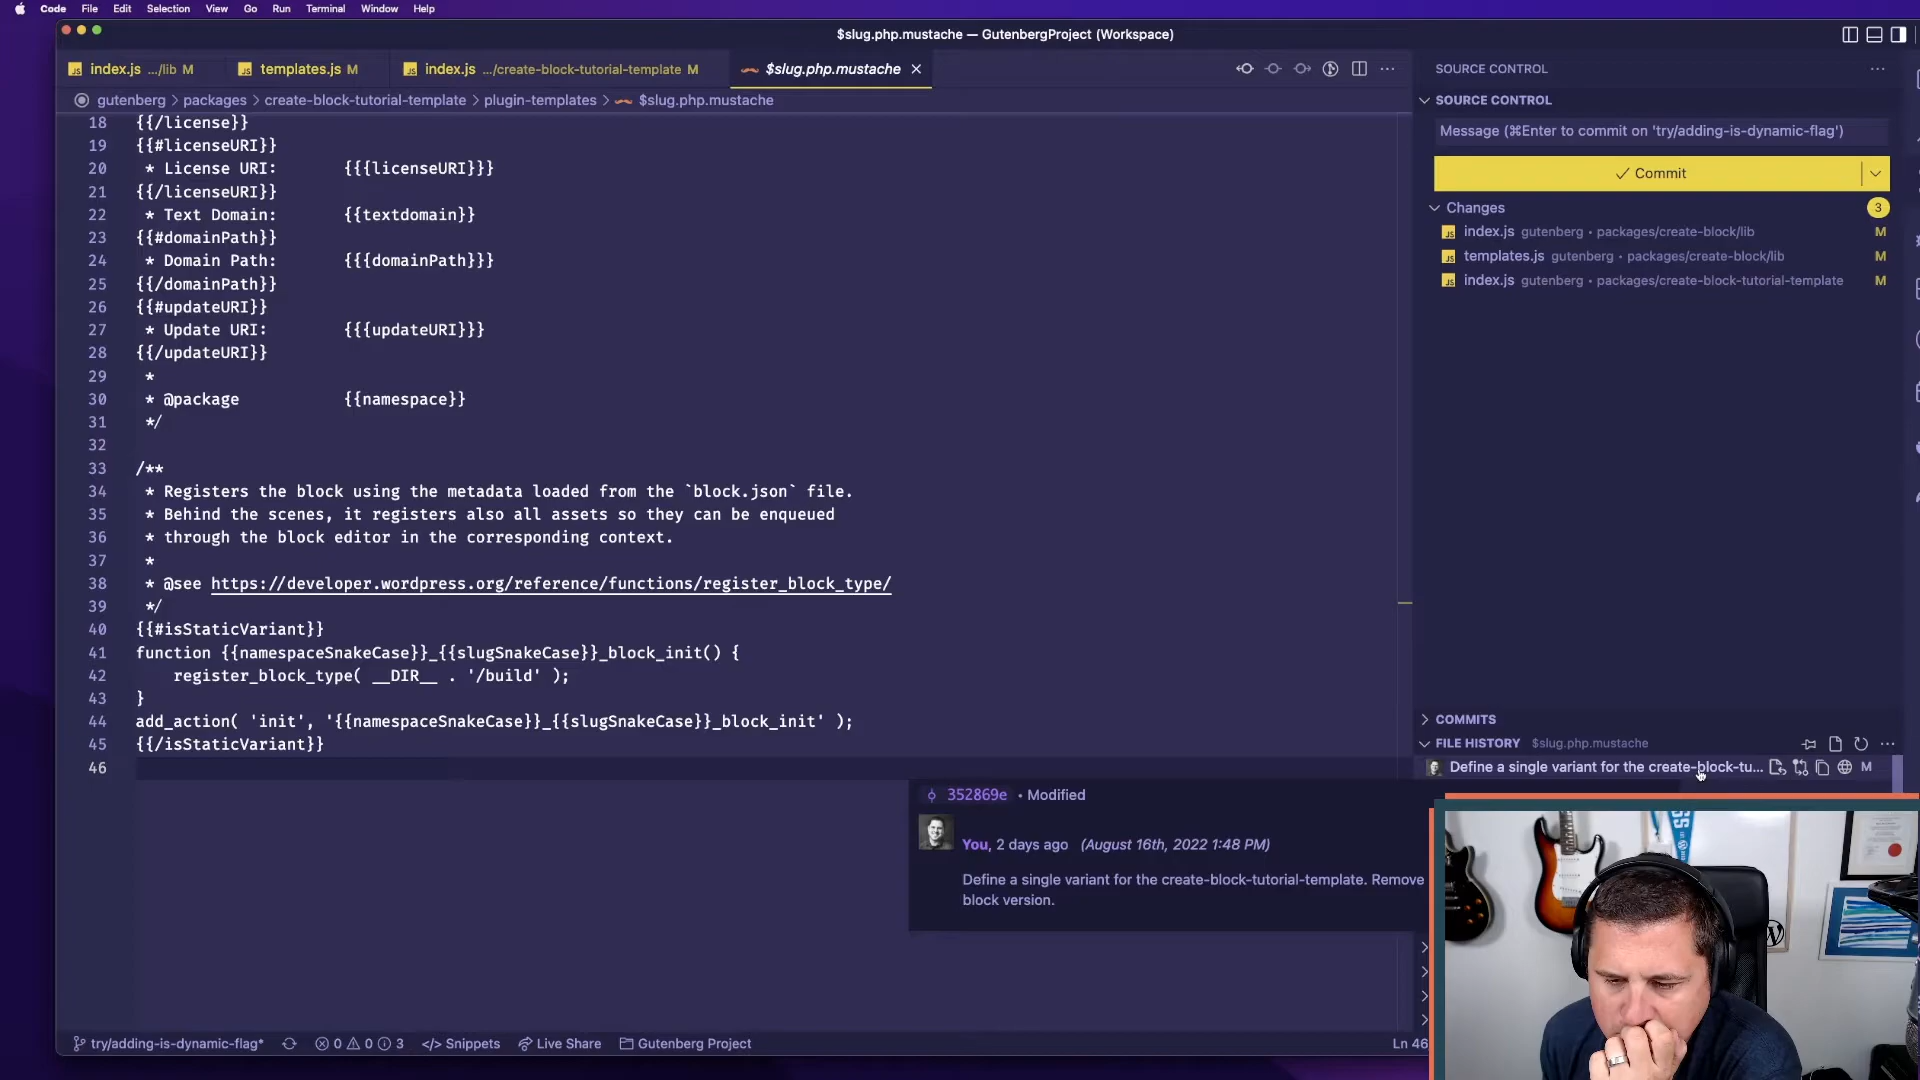 Code File Edit Selection View Go Run Terminal Window Help
$slug.php.mustache — GutenbergProject (Workspace)
index.js .../lib M
templates.js M
index.js .../create-block-tutorial-template M
$slug.php.mustache
gutenberg > packages > create-block-tutorial-template > plugin-templates > $slug.php.mustache
18 {{/license}}
19 {{#licenseURI}}
20 * License URI: {{{licenseURI}}}
21 {{/licenseURI}}
22 * Text Domain: {{textdomain}}
23 {{#domainPath}}
24 * Domain Path: {{{domainPath}}}
25 {{/domainPath}}
26 {{#updateURI}}
27 * Update URI: {{{updateURI}}}
28 {{/updateURI}}
29 *
30 * @package {{namespace}}
31 */
32
33 /**
34 * Registers the block using the metadata loaded from the `block.json` file.
35 * Behind the scenes, it registers also all assets so they can be enqueued
36 * through the block editor in the corresponding context.
37 *
38 * @see https://developer.wordpress.org/reference/functions/register_block_type/
39 */
40 {{#isStaticVariant}}
41 function {{namespaceSnakeCase}}_{{slugSnakeCase}}_block_init() {
42 register_block_type( __DIR__ . '/build' );
43 }
44 add_action( 'init', '{{namespaceSnakeCase}}_{{slugSnakeCase}}_block_init' );
45 {{/isStaticVariant}}
46
SOURCE CONTROL
SOURCE CONTROL
Message (⌘Enter to commit on 'try/adding-is-dynamic-flag')
Commit
Changes 3
index.js gutenberg • packages/create-block/lib M
templates.js gutenberg • packages/create-block/lib M
index.js gutenberg • packages/create-block-tutorial-template M
COMMITS
FILE HISTORY $slug.php.mustache
Define a single variant for the create-block-tu... M
352869e • Modified
You, 2 days ago (August 16th, 2022 1:48 PM)
Define a single variant for the create-block-tutorial-template. Remove
block version.
try/adding-is-dynamic-flag* 0 0 3 Snippets Live Share Gutenberg Project Ln 46